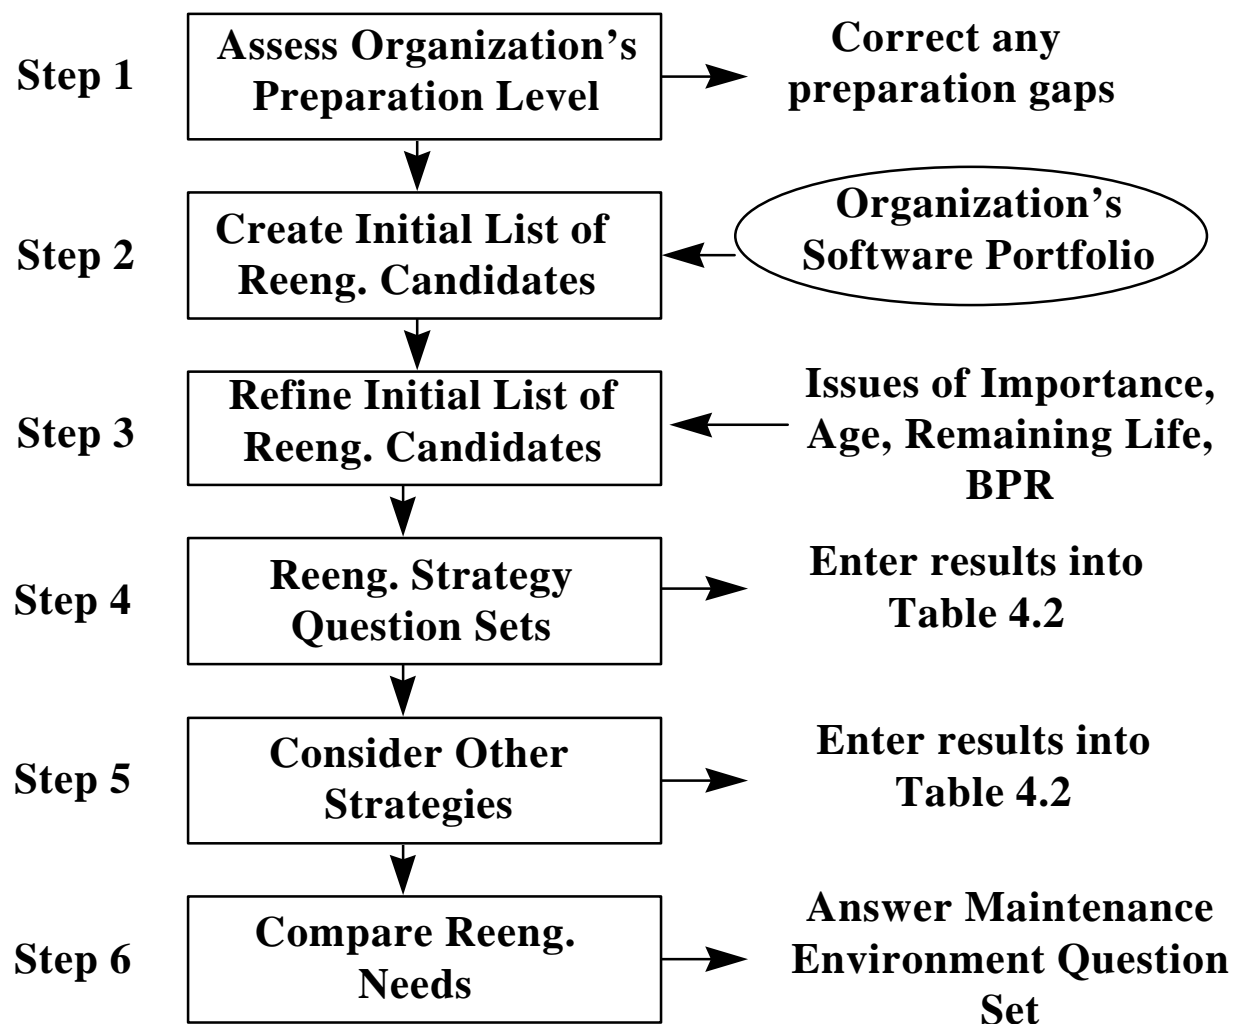 Step 1
Assess Organization's
Preparation Level
Correct any
preparation gaps
Step 2
Create Initial List of
Reeng. Candidates
Organization's
Software Portfolio
Step 3
Refine Initial List of
Reeng. Candidates
Issues of Importance,
Age, Remaining Life,
BPR
Step 4
Reeng. Strategy
Question Sets
Enter results into
Table 4.2
Step 5
Consider Other
Strategies
Enter results into
Table 4.2
Step 6
Compare Reeng.
Needs
Answer Maintenance
Environment Question
Set